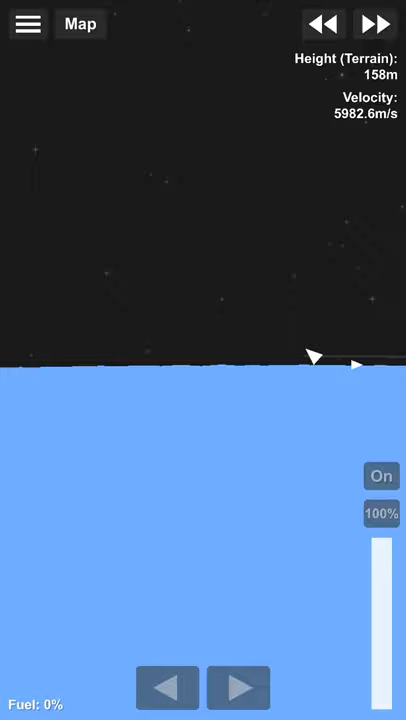 Map
Height (Terrain):
158m
Velocity:
5982.6m/s
On
100%
Fuel: 0%